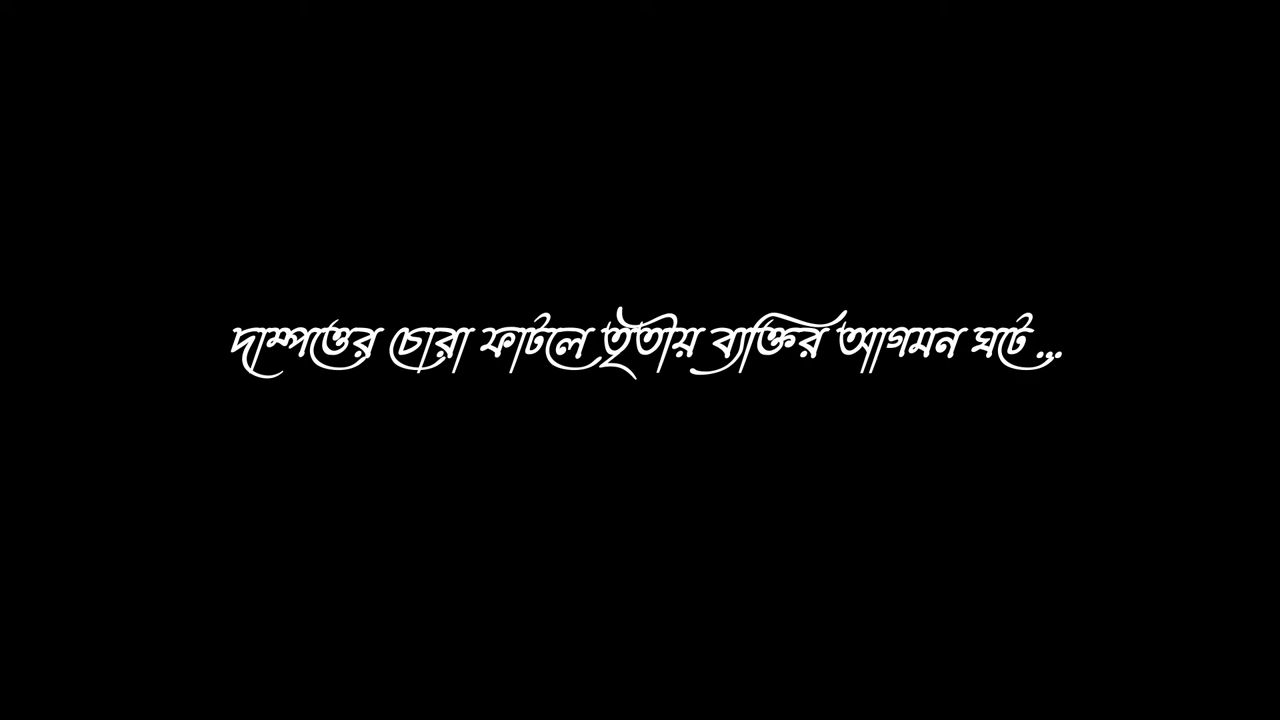 দাম্পত্তের চোরা ফাটলে তৃতীয় ব্যক্তির আগমন ঘটে ...